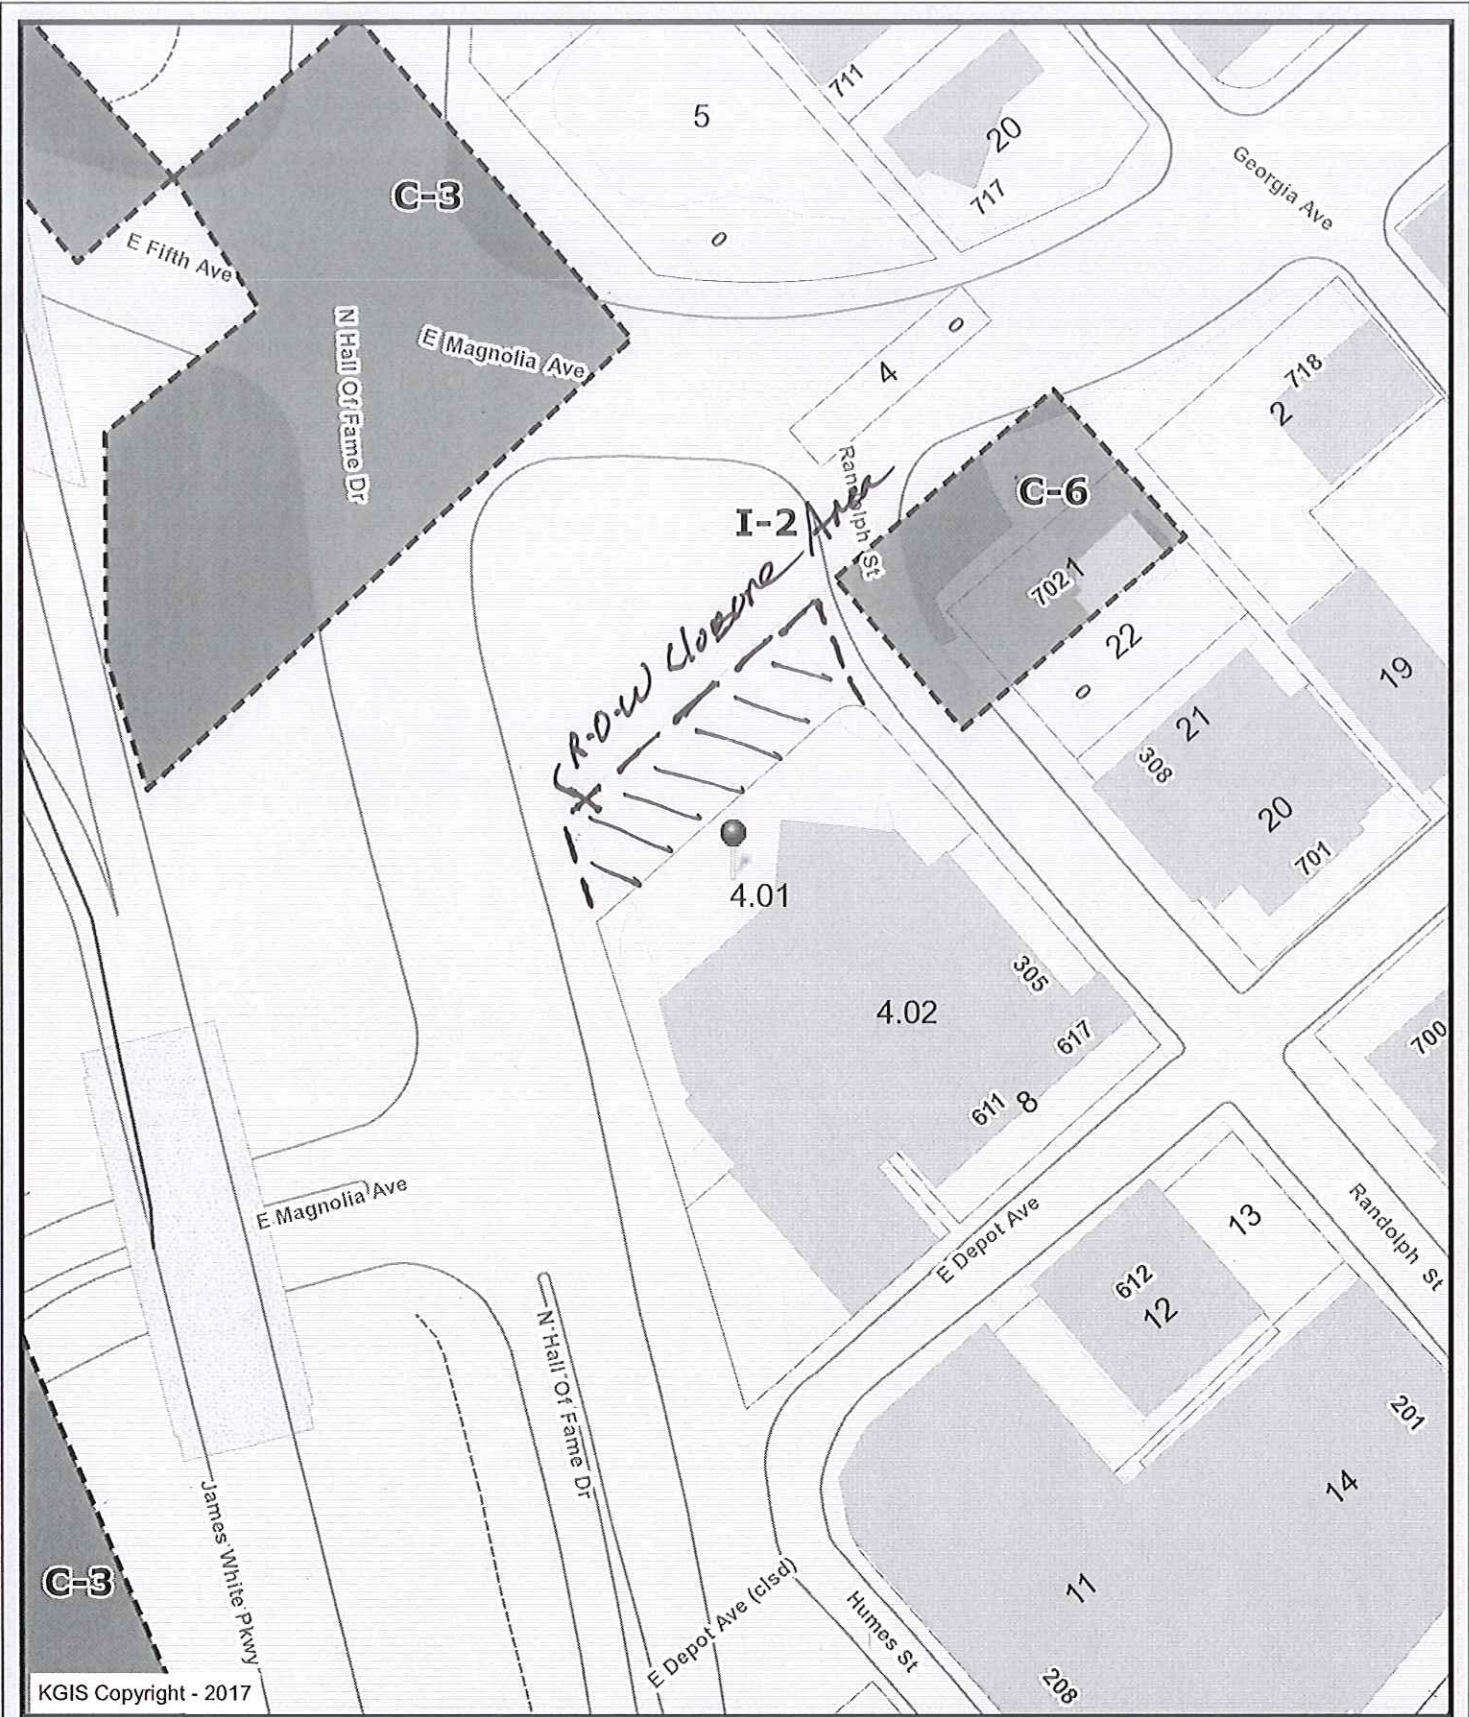 711
5
20
717
Georgia Ave
C-3
0
E Fifth Ave
N Hall Of Fame Dr
E Magnolia Ave
0
4
718
2
Randolph St
C-6
I-2
R.O.W Closure Area
7021
22
0
19
21
308
20
701
4.01
305
4.02
617
700
611
8
E Magnolia Ave
E Depot Ave
13
Randolph St
612
12
N Hall Of Fame Dr
201
14
James White Pkwy
C-3
11
E Depot Ave (clsd)
Humes St
208
KGIS Copyright - 2017